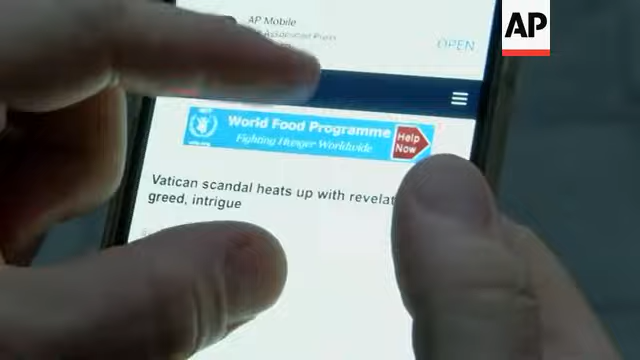 AP
AP Mobile
OPEN
World Food Programme
Fighting Hunger Worldwide
Help
Now
Vatican scandal heats up with
greed, intrigue